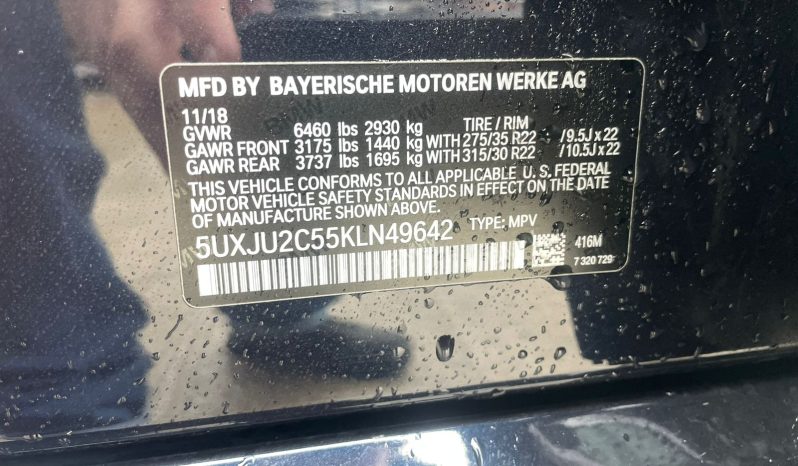 MFD BY BAYERISCHE MOTOREN WERKE AG
11/18 TIRE / RIM
GVWR 6460 lbs 2930 kg
GAWR FRONT 3175 lbs 1440 kg WITH 275/35 R22 /9.5J x 22
GAWR REAR 3737 lbs 1695 kg WITH 315/30 R22 /10.5J x 22
THIS VEHICLE CONFORMS TO ALL APPLICABLE U.S. FEDERAL
MOTOR VEHICLE SAFETY STANDARDS IN EFFECT ON THE DATE
OF MANUFACTURE SHOWN ABOVE.
5UXJU2C55KLN49642 TYPE: MPV
416M
7 320 729